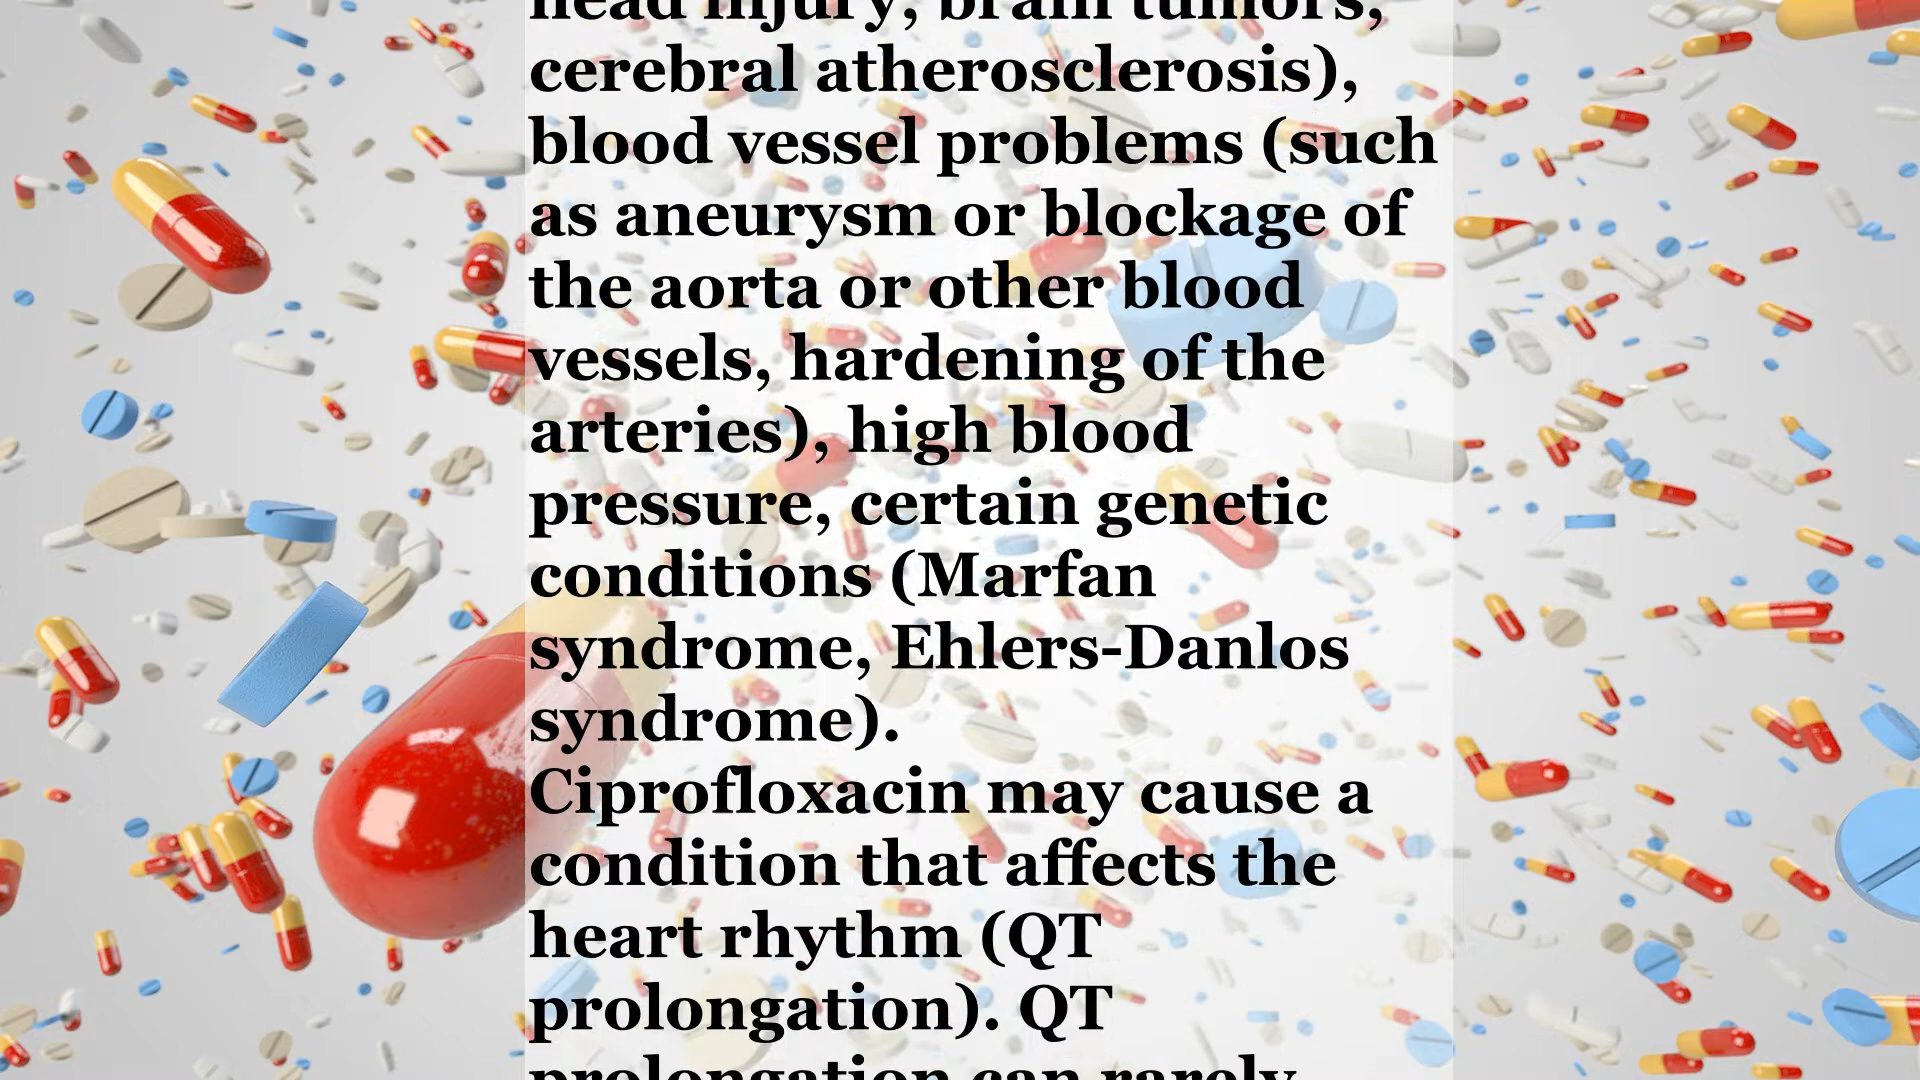 head injury, brain tumors,
cerebral atherosclerosis),
blood vessel problems (such
as aneurysm or blockage of
the aorta or other blood
vessels, hardening of the
arteries), high blood
pressure, certain genetic
conditions (Marfan
syndrome, Ehlers-Danlos
syndrome).
Ciprofloxacin may cause a
condition that affects the
heart rhythm (QT
prolongation). QT
prolongation can rarely